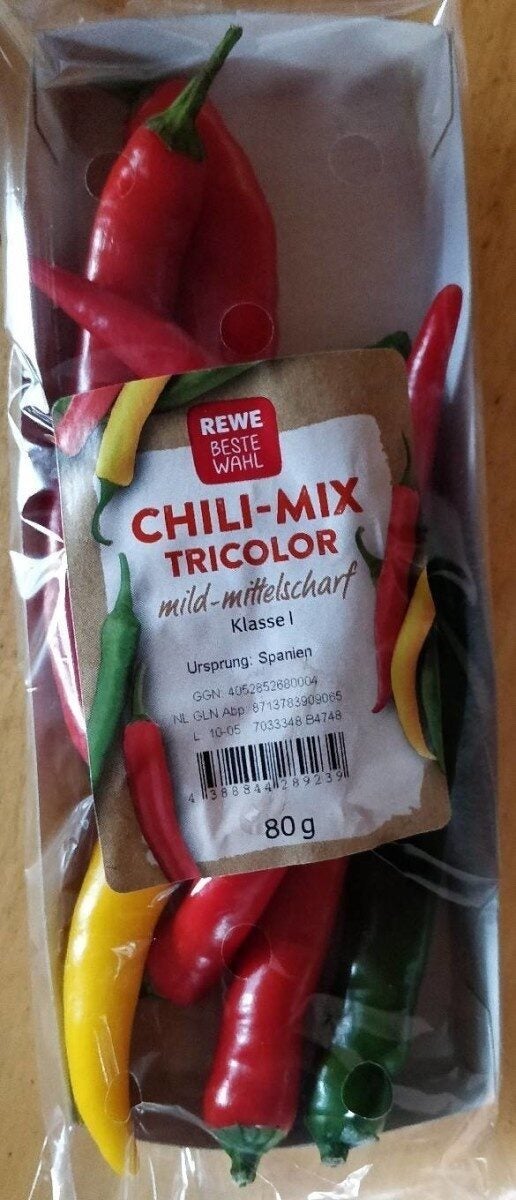 REWE
BESTE
WAHL
CHILI-MIX
TRICOLOR
mild-mittelscharf
Klasse I
Ursprung: Spanien
GGN: 4052852680004
NL GLN Abp: 8713783909065
L 10-05 7033348 B4748
4 388844 289239
80 g